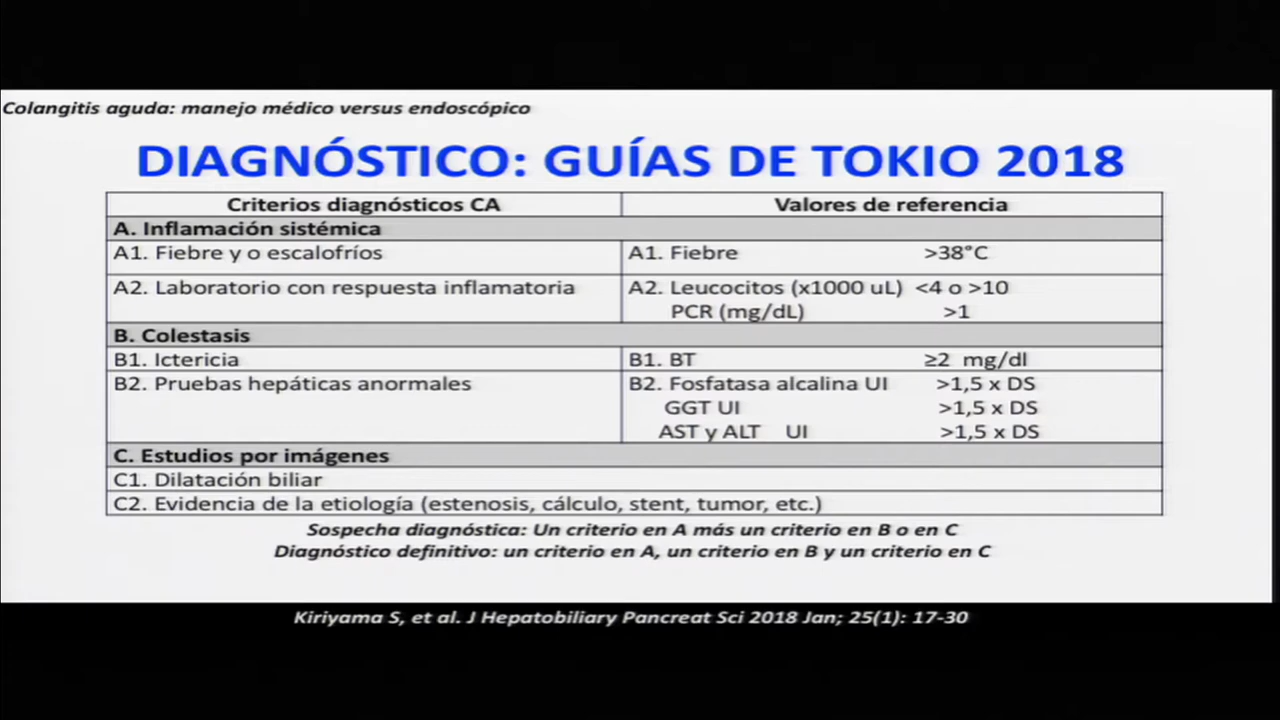 Colangitis aguda: manejo médico versus endoscópico
DIAGNÓSTICO: GUÍAS DE TOKIO 2018
Criterios diagnósticos CA Valores de referencia
A. Inflamación sistémica
A1. Fiebre y o escalofríos A1. Fiebre >38°C
A2. Laboratorio con respuesta inflamatoria A2. Leucocitos (x1000 uL) <4 o >10
PCR (mg/dL) >1
B. Colestasis
B1. Ictericia B1. BT ≥2 mg/dl
B2. Pruebas hepáticas anormales B2. Fosfatasa alcalina UI >1,5 x DS
GGT UI >1,5 x DS
AST y ALT UI >1,5 x DS
C. Estudios por imágenes
C1. Dilatación biliar
C2. Evidencia de la etiología (estenosis, cálculo, stent, tumor, etc.)
Sospecha diagnóstica: Un criterio en A más un criterio en B o en C
Diagnóstico definitivo: un criterio en A, un criterio en B y un criterio en C
Kiriyama S, et al. J Hepatobiliary Pancreat Sci 2018 Jan; 25(1): 17-30